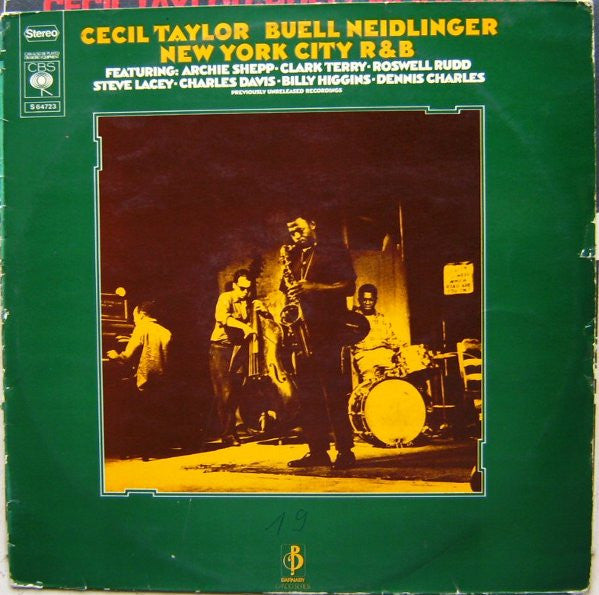 CECIL TAYLOR BUELL NEIDLINGER
NEW YORK CITY R&B
FEATURING: ARCHIE SHEPP · CLARK TERRY · ROSWELL RUDD
STEVE LACEY · CHARLES DAVIS · BILLY HIGGINS · DENNIS CHARLES
PREVIOUSLY UNRELEASED RECORDINGS
Stereo
CBS
S 64723
19
BARNABY